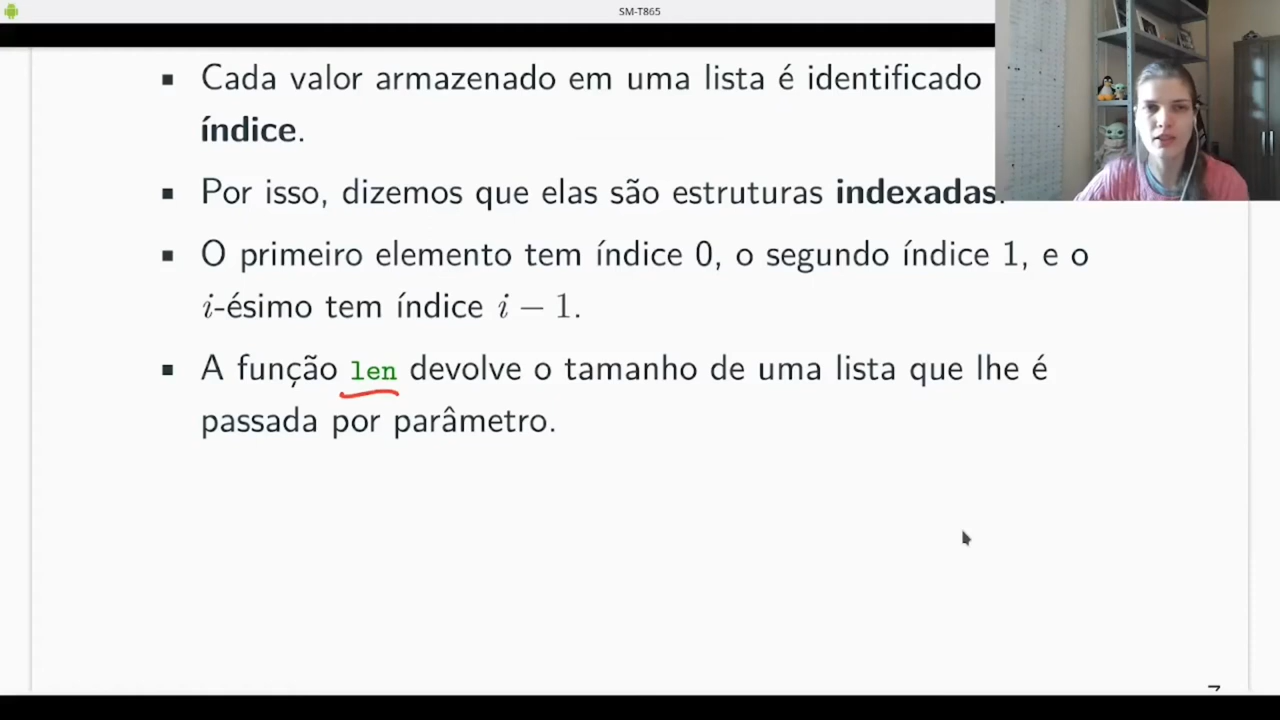 SM-T865
Cada valor armazenado em uma lista é identificado
índice.
Por isso, dizemos que elas são estruturas indexadas.
O primeiro elemento tem índice 0, o segundo índice 1, e o
i-ésimo tem índice i − 1.
A função len devolve o tamanho de uma lista que lhe é
passada por parâmetro.